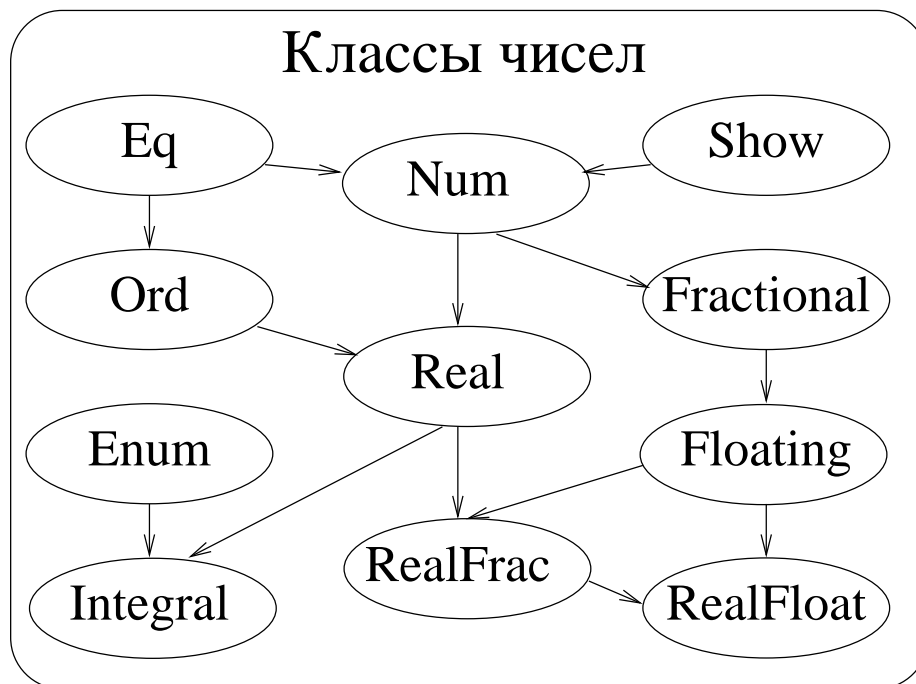 Классы чисел
Eq
Num
Show
Ord
Fractional
Real
Enum
Floating
RealFrac
Integral
RealFloat